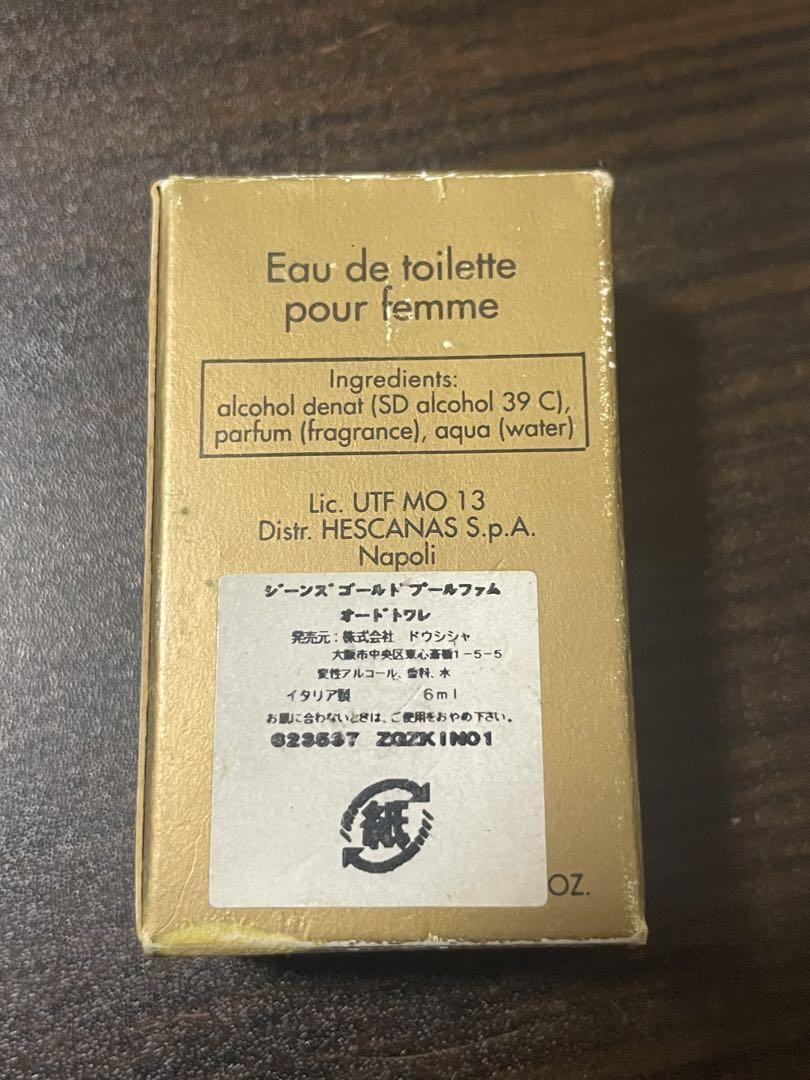 Eau de toilette
pour femme
Ingredients:
alcohol denat (SD alcohol 39 C),
parfum (fragrance), aqua (water)
Lic. UTF MO 13
Distr. HESCANAS S.p.A.
Napoli
ジーンズゴールドプールファム
オードトワレ
発売元:株式会社 ドウシシャ
大阪市中央区東心斎橋1-5-5
変性アルコール、香料、水
イタリア製 6ml
お肌に合わないときは、ご使用をおやめ下さい。
ZQZKIN01
紙
OZ.